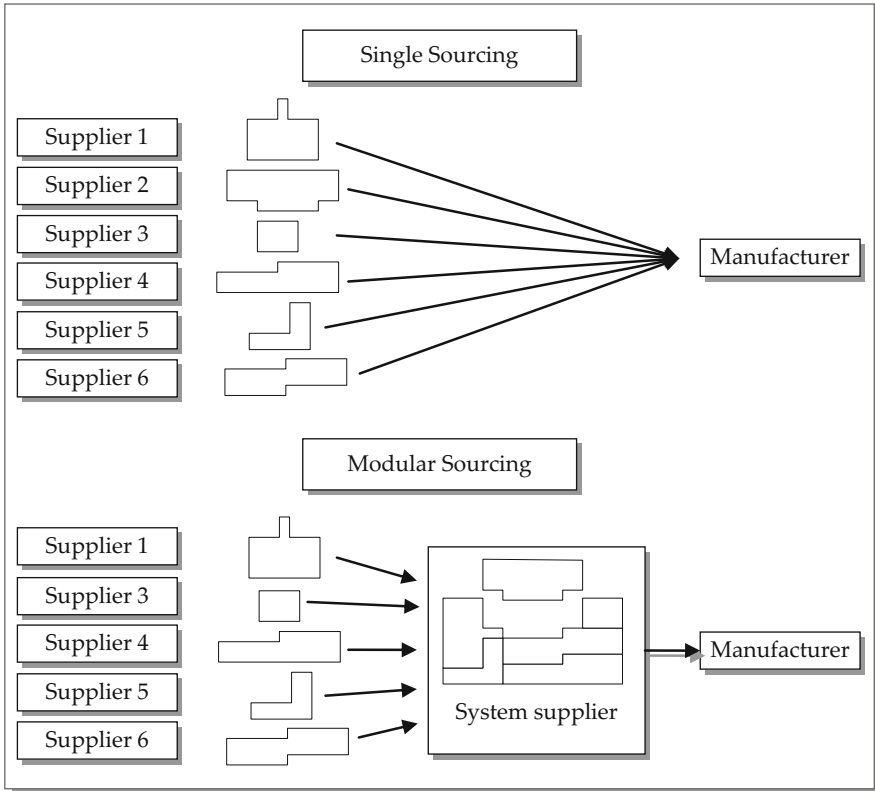 Single Sourcing
Supplier 1
Supplier 2
Supplier 3
Supplier 4
Supplier 5
Supplier 6
Manufacturer
Modular Sourcing
Supplier 1
Supplier 3
Supplier 4
Supplier 5
Supplier 6
System supplier
Manufacturer